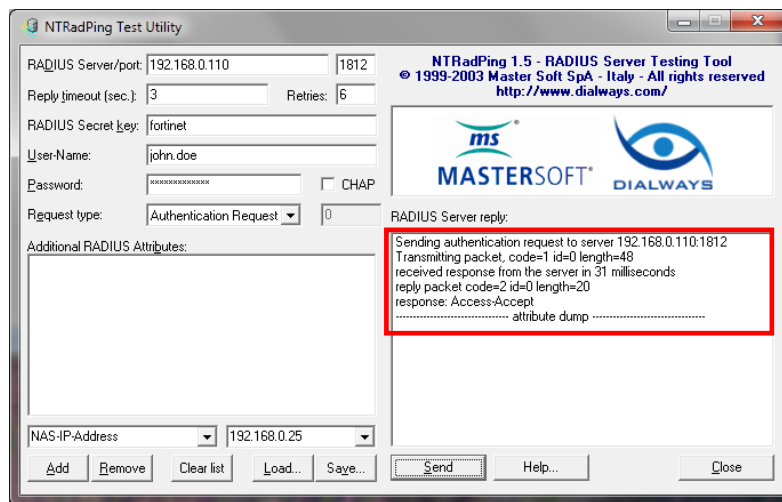 NTRadPing Test Utility
RADIUS Server/port: 192.168.0.110 1812
Reply timeout (sec.): 3 Retries: 6
RADIUS Secret key: fortinet
User-Name: john.doe
Password: xxxxxxxxxxxxx CHAP
Request type: Authentication Request 0
Additional RADIUS Attributes:
NAS-IP-Address 192.168.0.25
Add Remove Clear list Load... Save...
NTRadPing 1.5 - RADIUS Server Testing Tool
© 1999-2003 Master Soft SpA - Italy - All rights reserved
http://www.dialways.com/
ms
MASTERSOFT DIALWAYS
RADIUS Server reply:
Sending authentication request to server 192.168.0.110:1812
Transmitting packet, code=1 id=0 length=48
received response from the server in 31 milliseconds
reply packet code=2 id=0 length=20
response: Access-Accept
-------------------------------- attribute dump --------------------------------
Send Help... Close